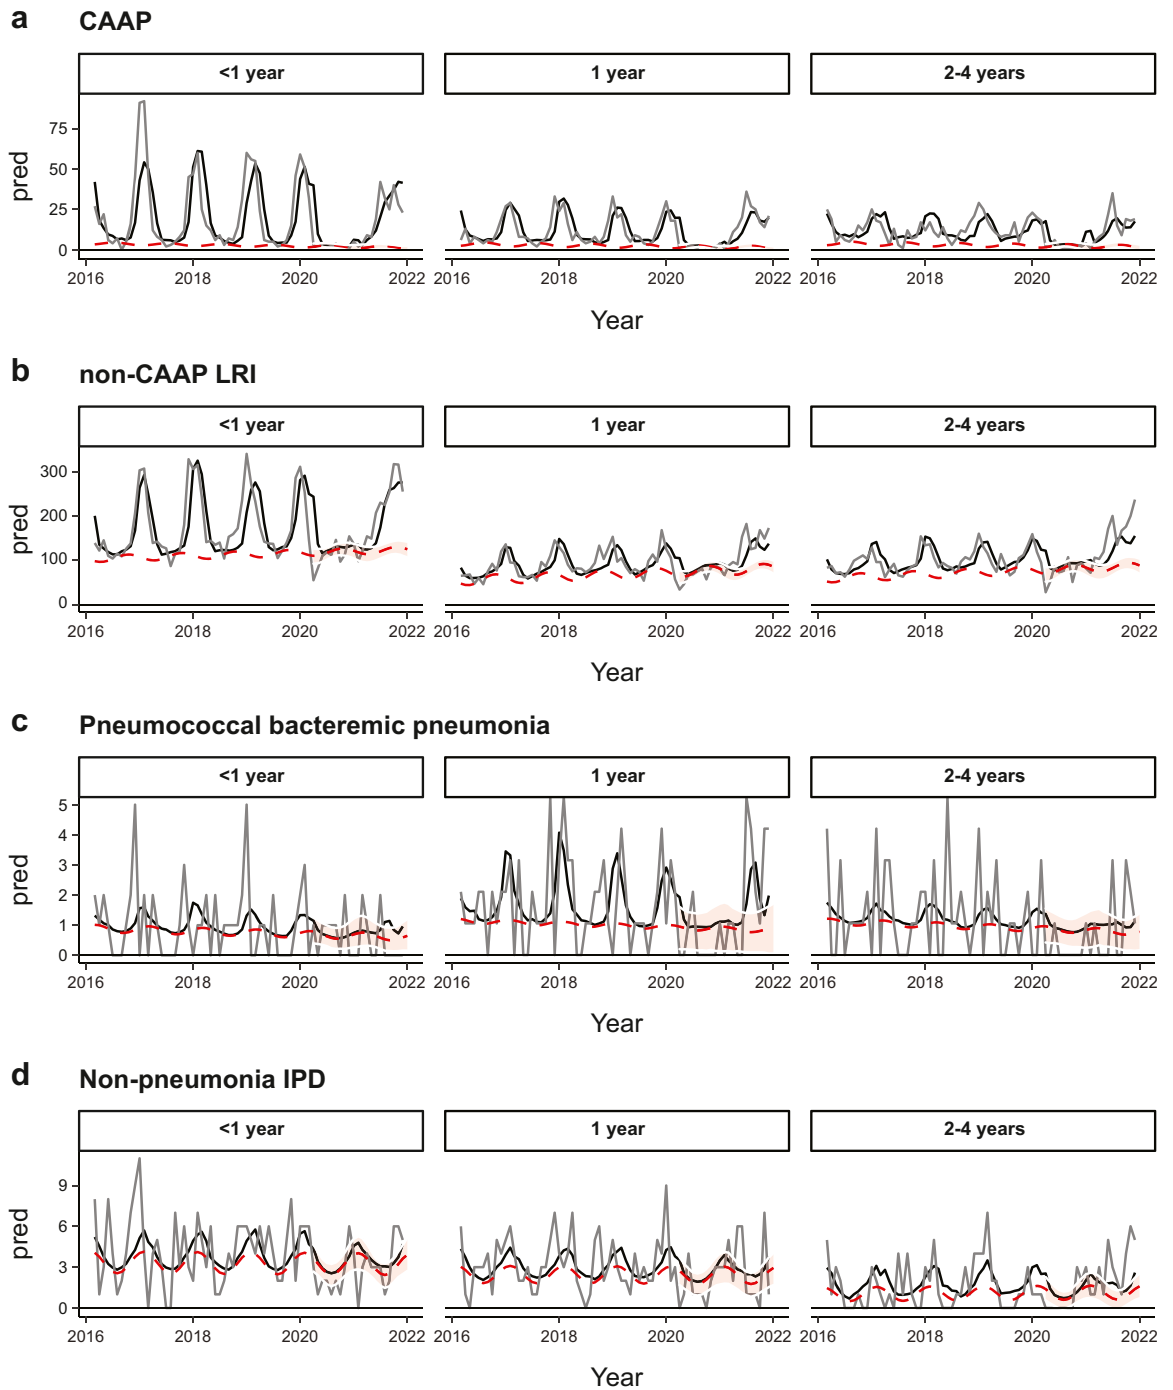 a CAAP
<1 year 1 year 2-4 years
75
50
25
0
pred
2016 2018 2020 2022 2016 2018 2020 2022 2016 2018 2020 2022
Year
b non-CAAP LRI
<1 year 1 year 2-4 years
300
200
100
0
pred
2016 2018 2020 2022 2016 2018 2020 2022 2016 2018 2020 2022
Year
c Pneumococcal bacteremic pneumonia
<1 year 1 year 2-4 years
5
4
3
2
1
0
pred
2016 2018 2020 2022 2016 2018 2020 2022 2016 2018 2020 2022
Year
d Non-pneumonia IPD
<1 year 1 year 2-4 years
9
6
3
0
pred
2016 2018 2020 2022 2016 2018 2020 2022 2016 2018 2020 2022
Year